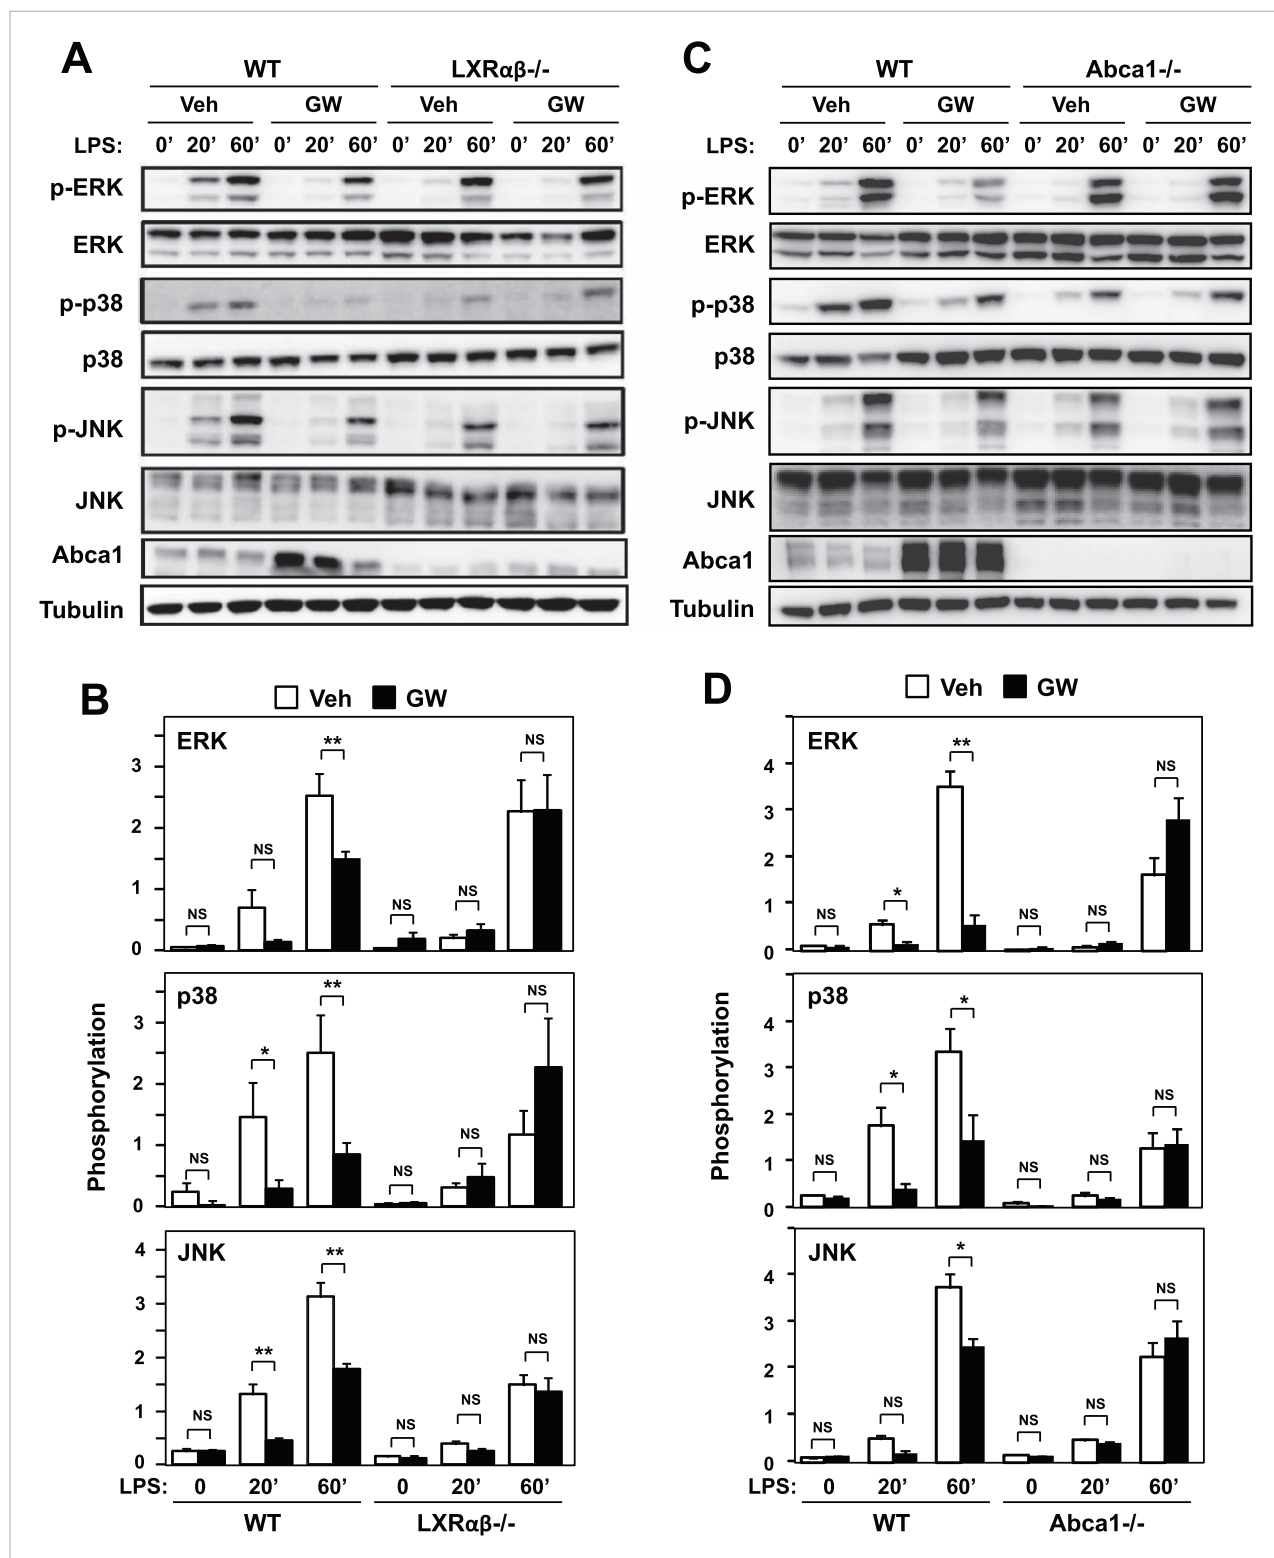 A
WT LXRαβ-/-
Veh GW Veh GW
LPS: 0’ 20’ 60’ 0’ 20’ 60’ 0’ 20’ 60’ 0’ 20’ 60’
p-ERK
ERK
p-p38
p38
p-JNK
JNK
Abca1
Tubulin
C
WT Abca1-/-
Veh GW Veh GW
LPS: 0’ 20’ 60’ 0’ 20’ 60’ 0’ 20’ 60’ 0’ 20’ 60’
p-ERK
ERK
p-p38
p38
p-JNK
JNK
Abca1
Tubulin
B
Veh GW
Phosphorylation
ERK
3
2
1
0
NS NS ** NS NS NS
p38
3
2
1
0
NS * ** NS NS NS
JNK
4
3
2
1
0
NS ** ** NS NS NS
LPS: 0 20’ 60’ 0 20’ 60’
WT LXRαβ-/-
D
Veh GW
Phosphorylation
ERK
4
3
2
1
0
NS * ** NS NS NS
p38
4
3
2
1
0
NS * * NS NS NS
JNK
4
3
2
1
0
NS NS * NS NS NS
LPS: 0 20’ 60’ 0 20’ 60’
WT Abca1-/-